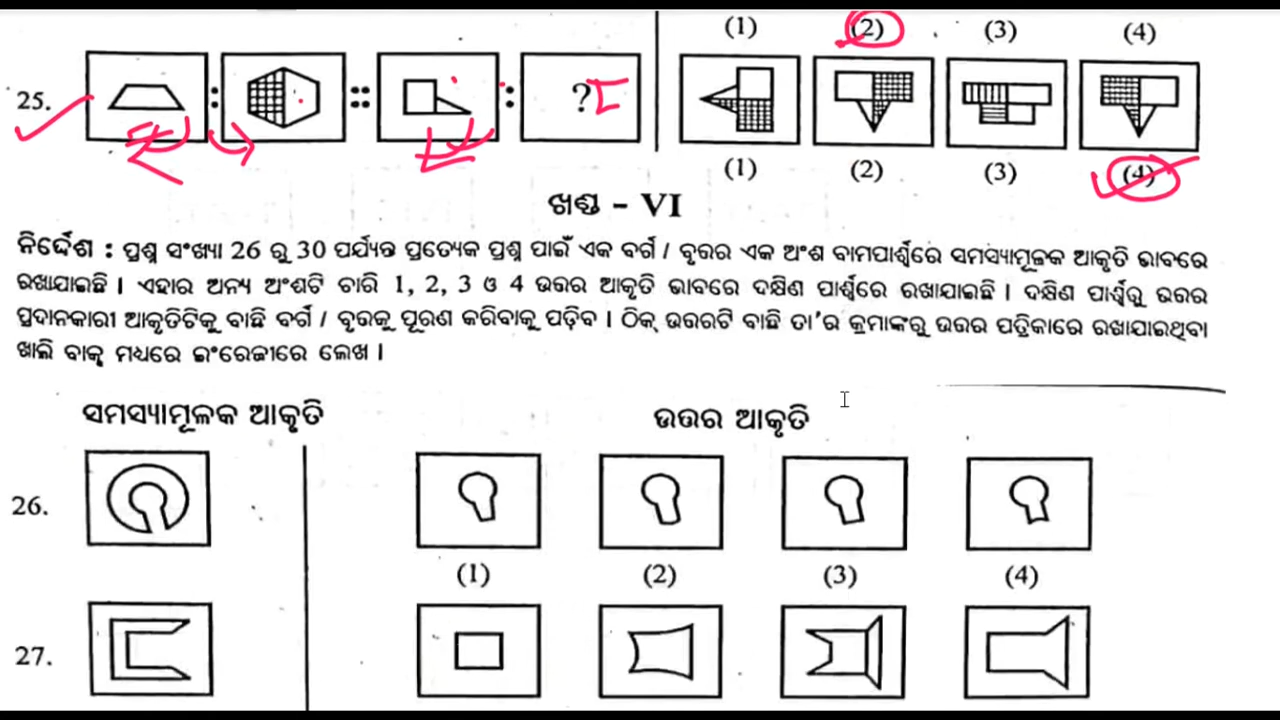 (1) (2) (3) (4)
25. : :: : ?
(1) (2) (3) (4)
ଖଣ୍ଡ – VI
ନିର୍ଦ୍ଦେଶ : ପ୍ରଶ୍ନ ସଂଖ୍ୟା 26 ରୁ 30 ପର୍ଯ୍ୟନ୍ତ ପ୍ରତ୍ୟେକ ପ୍ରଶ୍ନ ପାଇଁ ଏକ ବର୍ଗ / ବୃତ୍ତର ଏକ ଅଂଶ ବାମପାର୍ଶ୍ୱରେ ସମସ୍ୟାମୂଳକ ଆକୃତି ଭାବରେ
ରଖାଯାଇଛି । ଏହାର ଅନ୍ୟ ଅଂଶଟି ଚାରି 1, 2, 3 ଓ 4 ଉତ୍ତର ଆକୃତି ଭାବରେ ଦକ୍ଷିଣ ପାର୍ଶ୍ୱରେ ରଖାଯାଇଛି । ଦକ୍ଷିଣ ପାର୍ଶ୍ୱରୁ ଉତ୍ତର
ପ୍ରଦାନକାରୀ ଆକୃତିଟିକୁ ବାଛି ବର୍ଗ / ବୃତ୍ତକୁ ପୂରଣ କରିବାକୁ ପଡ଼ିବ । ଠିକ୍ ଉତ୍ତରଟି ବାଛି ତା'ର କ୍ରମାଙ୍କରୁ ଉତ୍ତର ପତ୍ରିକାରେ ରଖାଯାଇଥିବା
ଖାଲି ବାକ୍ସ ମଧ୍ୟରେ ଇଂରେଜୀରେ ଲେଖ ।
ସମସ୍ୟାମୂଳକ ଆକୃତି ଉତ୍ତର ଆକୃତି
26.
(1) (2) (3) (4)
27.